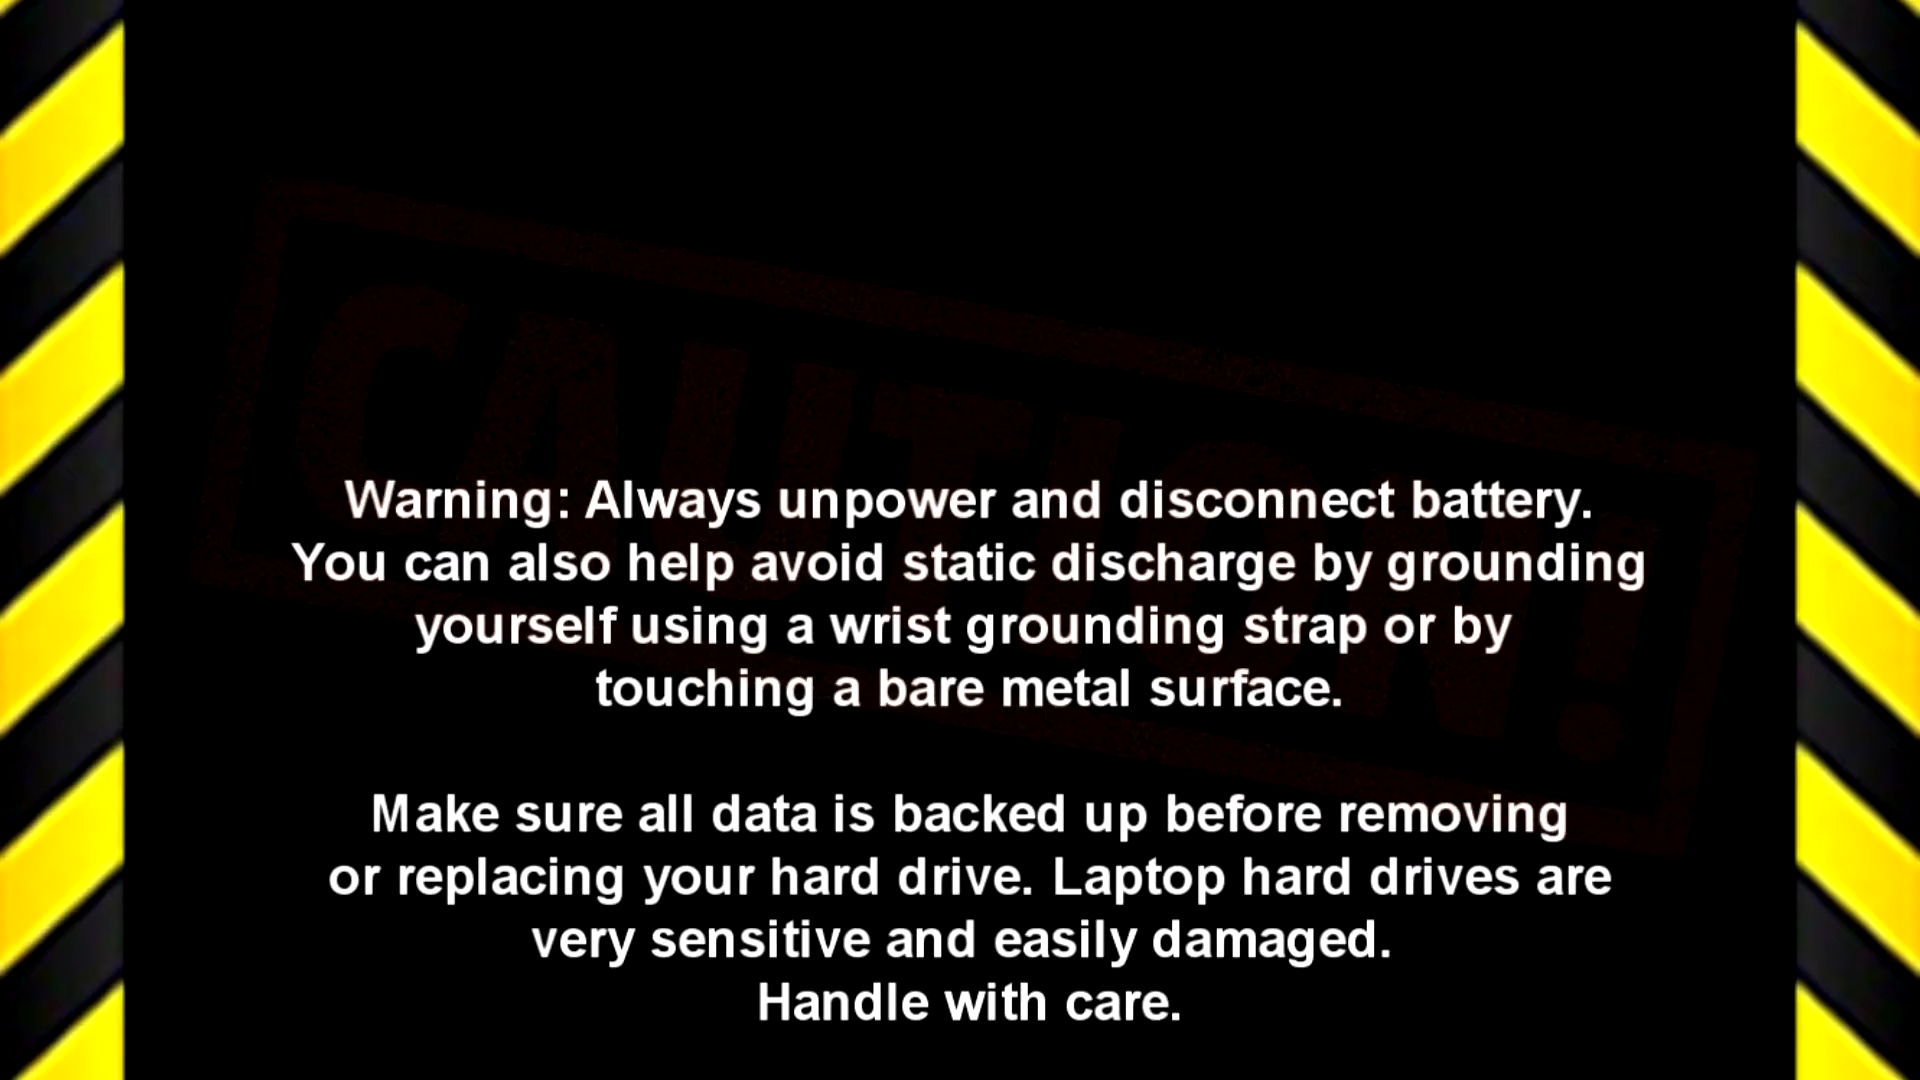 CAUTION!
Warning: Always unpower and disconnect battery.
You can also help avoid static discharge by grounding
yourself using a wrist grounding strap or by
touching a bare metal surface.
Make sure all data is backed up before removing
or replacing your hard drive. Laptop hard drives are
very sensitive and easily damaged.
Handle with care.